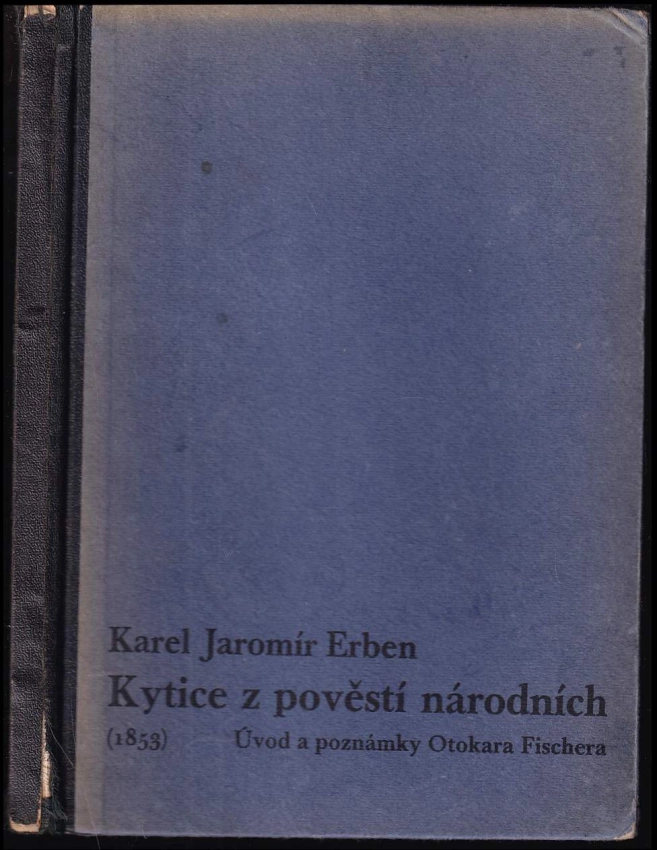 Karel Jaromír Erben
Kytice z pověstí národních
(1853) Úvod a poznámky Otokara Fischera